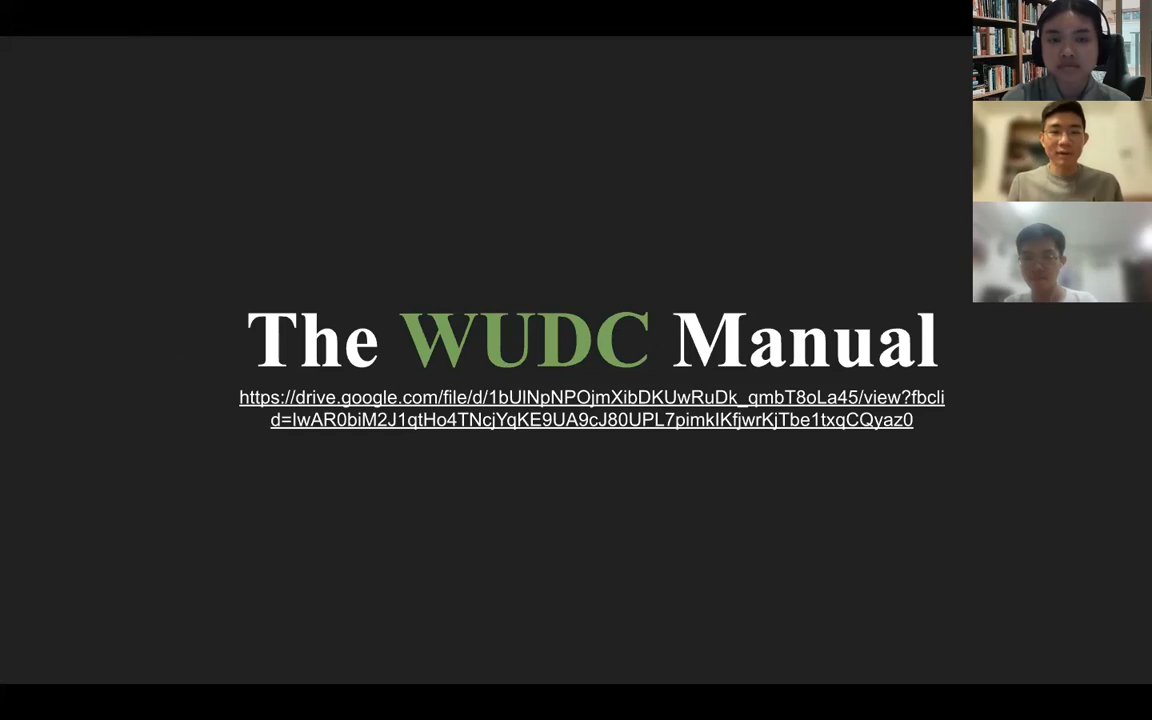 The WUDC Manual
https://drive.google.com/file/d/1bUlNpNPOjmXibDKUwRuDk_qmbT8oLa45/view?fbcli
d=IwAR0biM2J1qtHo4TNcjYqKE9UA9cJ80UPL7pimkIKfjwrKjTbe1txqCQyaz0